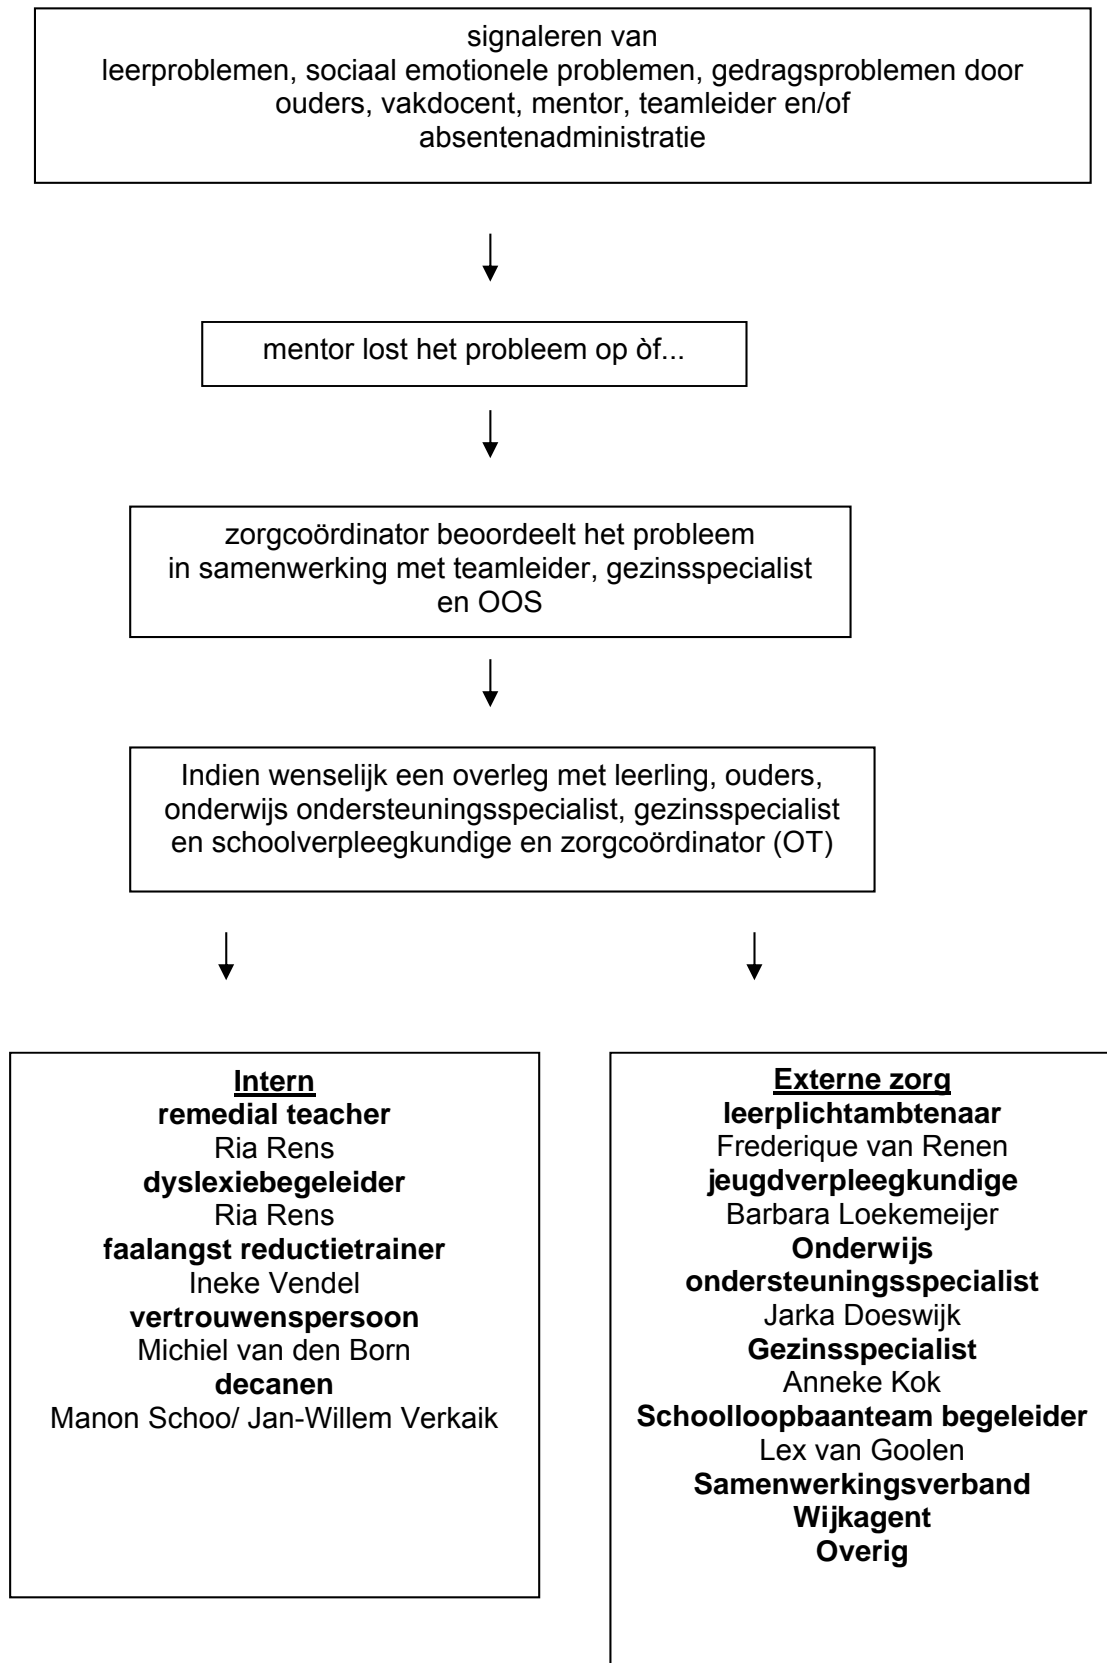 signaleren van
leerproblemen, sociaal emotionele problemen, gedragsproblemen door
ouders, vakdocent, mentor, teamleider en/of
absentenadministratie
mentor lost het probleem op òf...
zorgcoördinator beoordeelt het probleem
in samenwerking met teamleider, gezinsspecialist
en OOS
Indien wenselijk een overleg met leerling, ouders,
onderwijs ondersteuningsspecialist, gezinsspecialist
en schoolverpleegkundige en zorgcoördinator (OT)
Intern
remedial teacher
Ria Rens
dyslexiebegeleider
Ria Rens
faalangst reductietrainer
Ineke Vendel
vertrouwenspersoon
Michiel van den Born
decanen
Manon Schoo/ Jan-Willem Verkaik
Externe zorg
leerplichtambtenaar
Frederique van Renen
jeugdverpleegkundige
Barbara Loekemeijer
Onderwijs
ondersteuningsspecialist
Jarka Doeswijk
Gezinsspecialist
Anneke Kok
Schoolloopbaanteam begeleider
Lex van Goolen
Samenwerkingsverband
Wijkagent
Overig